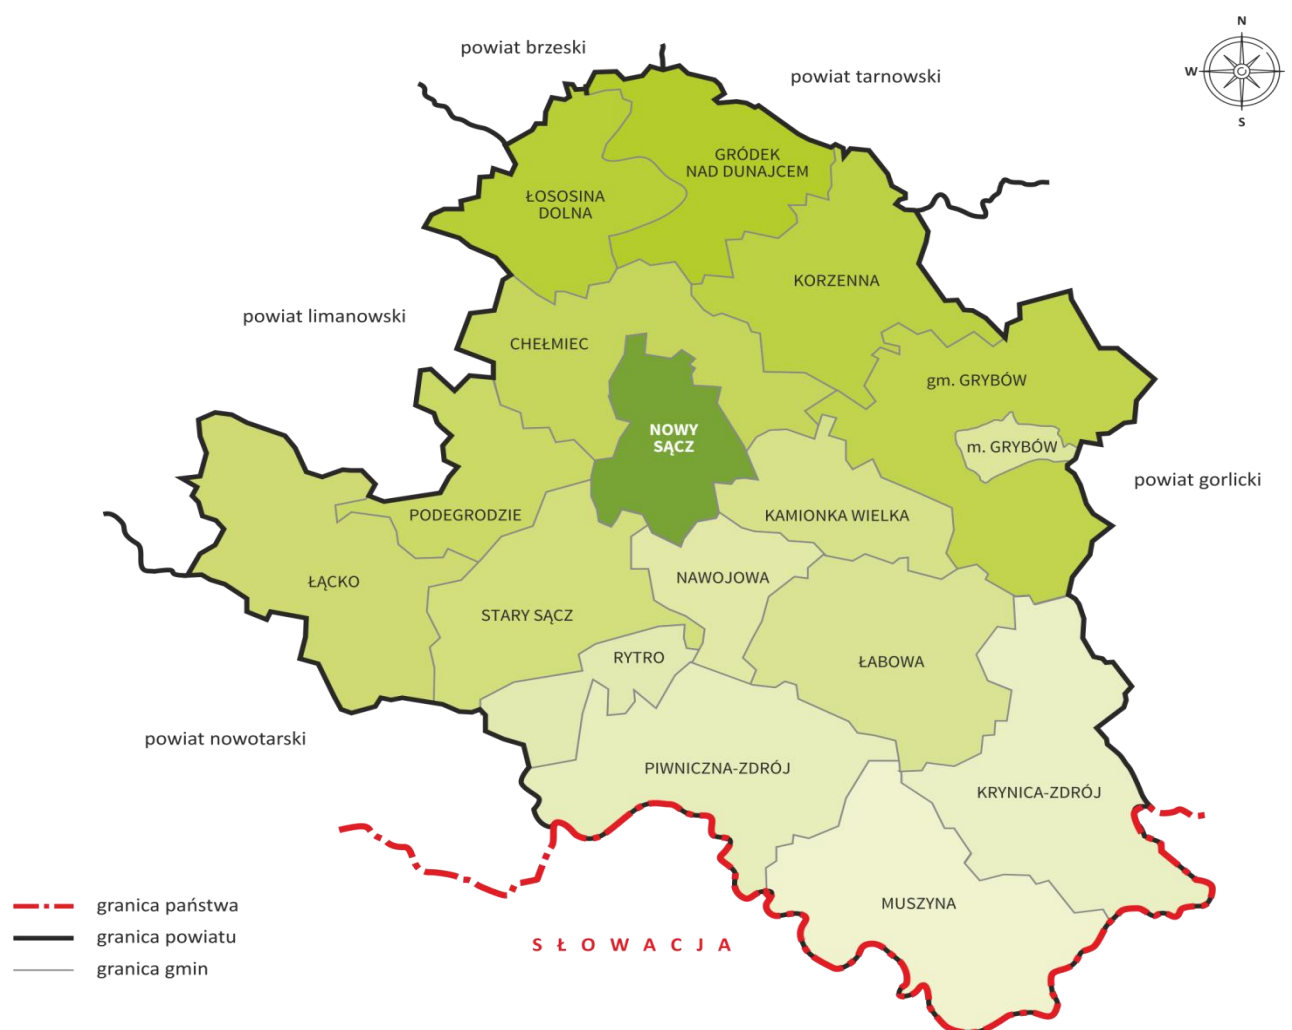 N
powiat brzeski
powiat tarnowski
W
S
GRÓDEK
NAD DUNAJCEM
ŁOSOSINA
DOLNA
KORZENNA
powiat limanowski
CHEŁMIEC
gm. GRYBÓW
NOWY
SĄCZ
m. GRYBÓW
powiat gorlicki
PODEGRODZIE
KAMIONKA WIELKA
ŁĄCKO
NAWOJOWA
STARY SĄCZ
RYTRO
ŁABOWA
powiat nowotarski
PIWNICZNA-ZDRÓJ
KRYNICA-ZDRÓJ
MUSZYNA
granica państwa
granica powiatu
SŁOWACJA
granica gmin